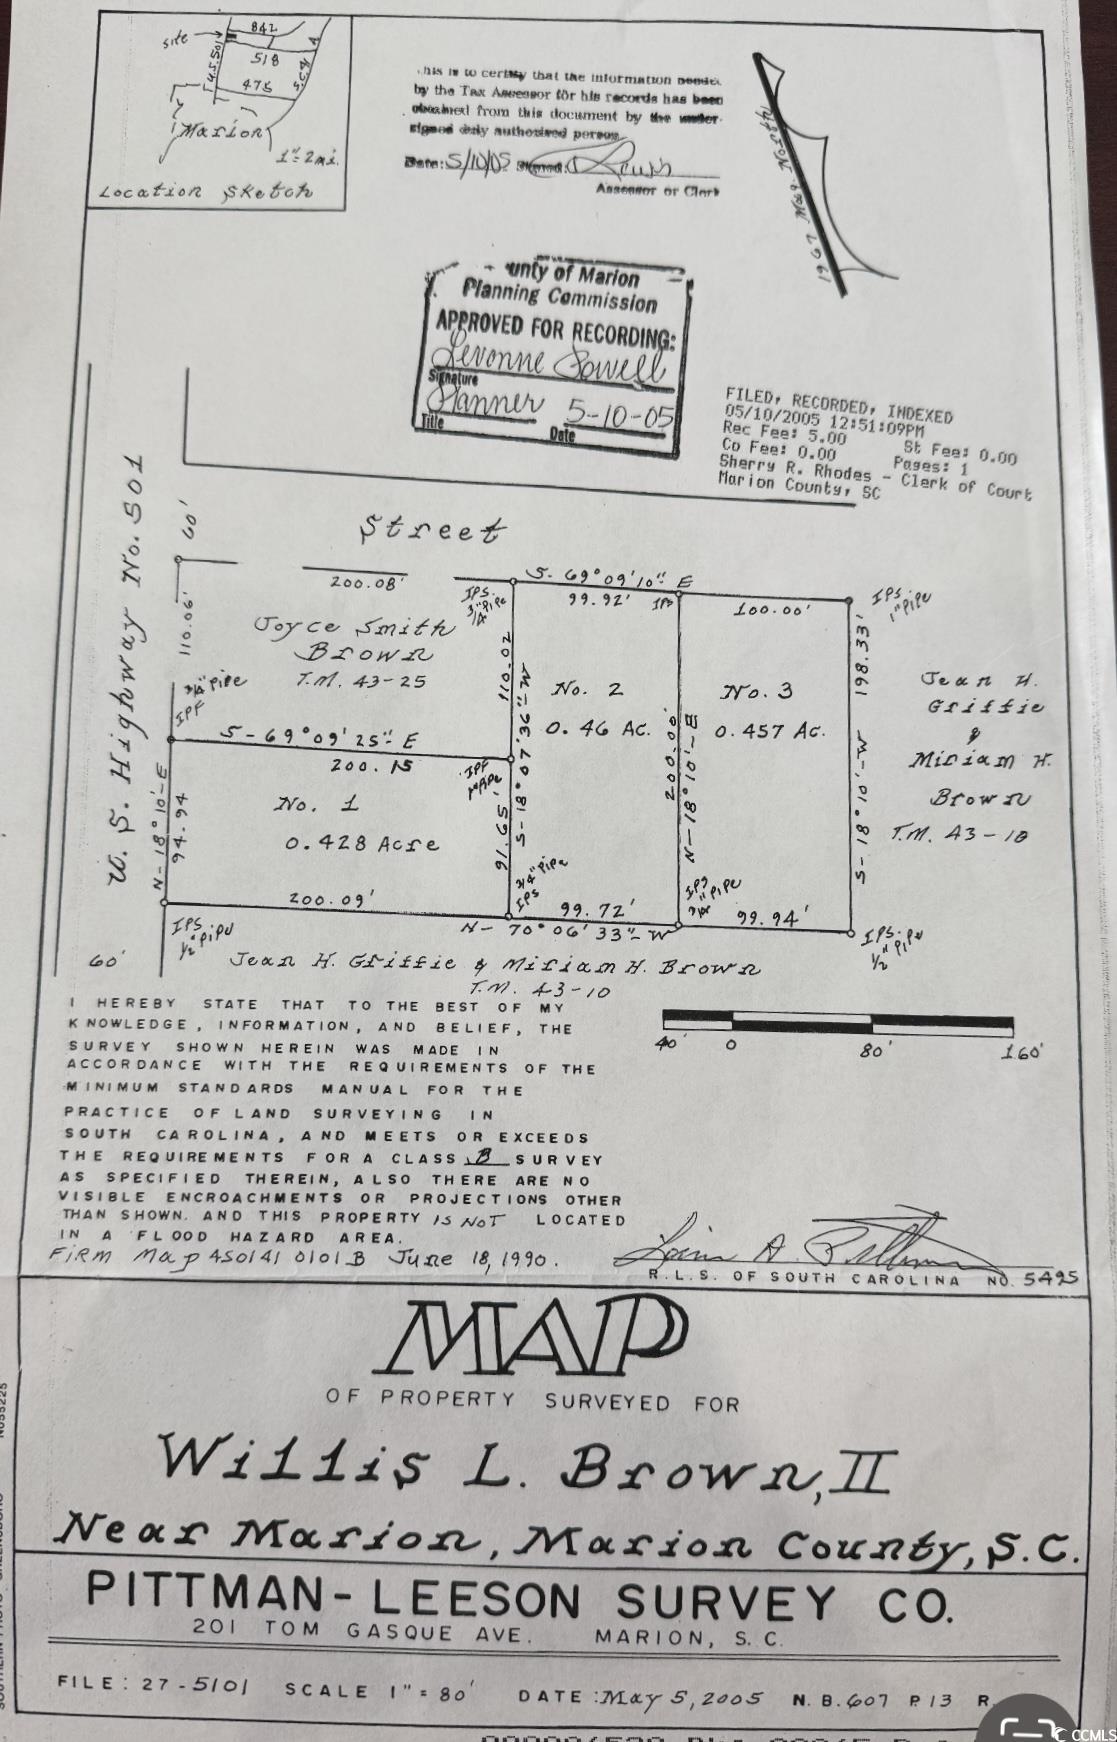 842
site
518
U.S. 501
475
Marion
1"=2mi.
Location Sketch
This is to certify that the information needed
by the Tax Assessor for his records has been
obtained from this document by the under-
signed duly authorized person.
Date: 5/10/05 Signed:
Assessor or Clerk
1967 Mag. North
unty of Marion
Planning Commission
APPROVED FOR RECORDING:
Levonne Sowell
Signature
Planner 5-10-05
Title Date
FILED, RECORDED, INDEXED
05/10/2005 12:51:09PM
Rec Fee: 5.00 St Fee: 0.00
Co Fee: 0.00 Pages: 1
Sherry R. Rhodes - Clerk of Court
Marion County, SC
U.S. Highway No. 501
60'
Street
200.08'
S- 69°09'10" E
99.92'
100.00'
IPS
3/4" Pipe
IPS
IPS
1" Pipe
110.06'
Joyce Smith
Brown
T.M. 43-25
3/4" Pipe
IPF
110.02
S-18°07'36"-W
No. 2
0.46 Ac.
200.00'
N-18°10'-E
No. 3
0.457 Ac.
198.33'
S-18°10'-W
Jean H.
Griffie
&
Miriam H.
Brown
T.M. 43-10
S- 69°09'25" E
200.15
IPF
1" Pipe
N-18°10'-E
94.94
No. 1
0.428 Acre
91.65'
3/4" Pipe
IPS
200.09'
99.72'
IPS
3/4" Pipe
99.94'
N- 70°06'33"-W
IPS
1/2" Pipe
IPS
1/2" Pipe
60'
Jean H. Griffie & Miriam H. Brown
T.M. 43-10
40' 0 80' 160'
I HEREBY STATE THAT TO THE BEST OF MY
KNOWLEDGE, INFORMATION, AND BELIEF, THE
SURVEY SHOWN HEREIN WAS MADE IN
ACCORDANCE WITH THE REQUIREMENTS OF THE
MINIMUM STANDARDS MANUAL FOR THE
PRACTICE OF LAND SURVEYING IN
SOUTH CAROLINA, AND MEETS OR EXCEEDS
THE REQUIREMENTS FOR A CLASS B SURVEY
AS SPECIFIED THEREIN, ALSO THERE ARE NO
VISIBLE ENCROACHMENTS OR PROJECTIONS OTHER
THAN SHOWN. AND THIS PROPERTY IS NOT LOCATED
IN A FLOOD HAZARD AREA.
FIRM Map 450141 0101 B June 18, 1990.
R.L.S. OF SOUTH CAROLINA NO. 5495
MAP
OF PROPERTY SURVEYED FOR
Willis L. Brown, II
Near Marion, Marion County, S.C.
PITTMAN-LEESON SURVEY CO.
201 TOM GASQUE AVE. MARION, S.C.
FILE: 27-5101 SCALE 1"=80' DATE: May 5, 2005 N.B. 607 P. 13 R.
CCMLS